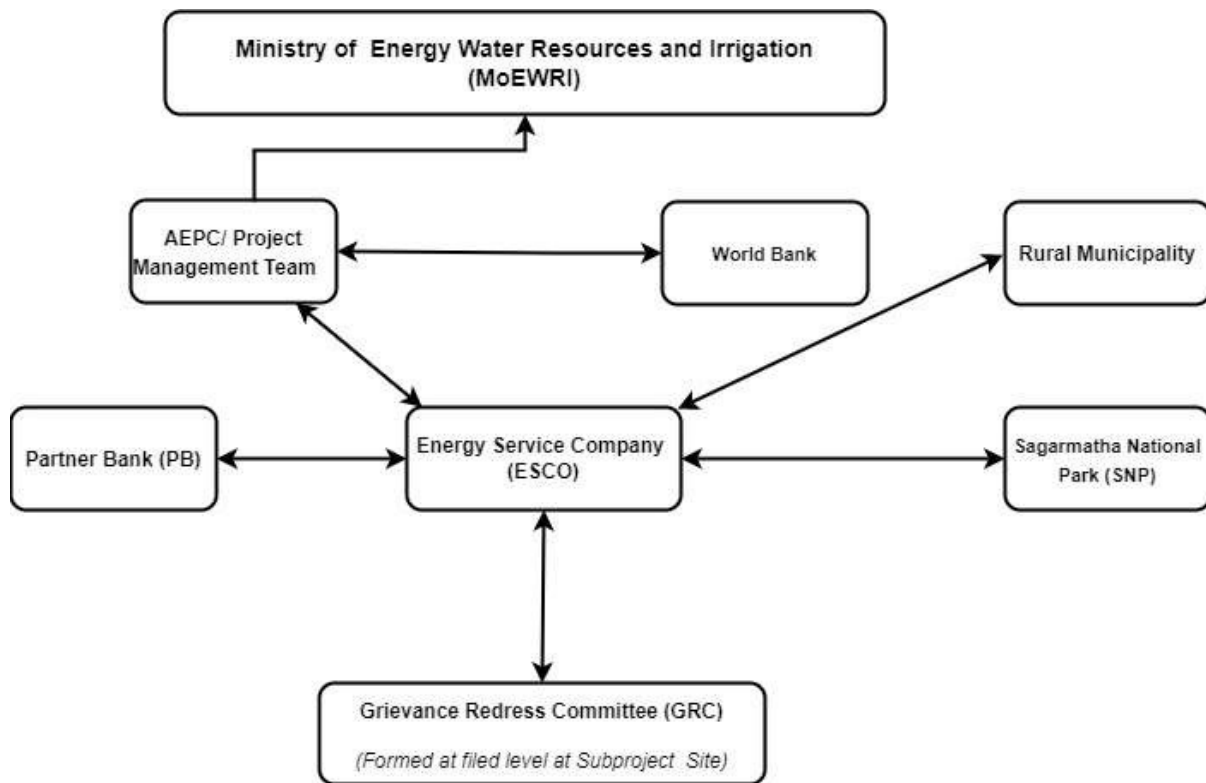 Ministry of Energy Water Resources and Irrigation
(MoEWRI)
AEPC/ Project
Management Team
World Bank
Rural Municipality
Partner Bank (PB)
Energy Service Company
(ESCO)
Sagarmatha National
Park (SNP)
Grievance Redress Committee (GRC)
(Formed at filed level at Subproject Site)